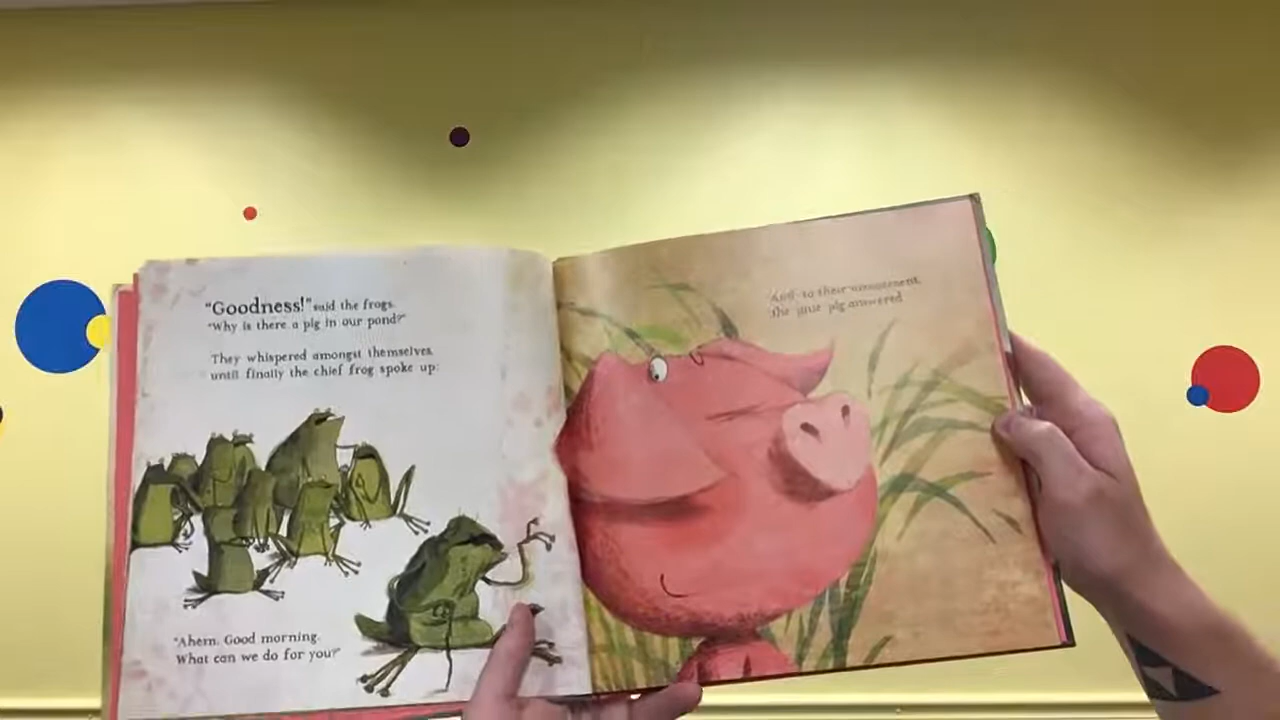 "Goodness!" said the frogs.
"Why is there a pig in our pond?"
They whispered amongst themselves,
until finally the chief frog spoke up:
"Ahem. Good morning.
What can we do for you?"
And to their amazement,
the little pig answered